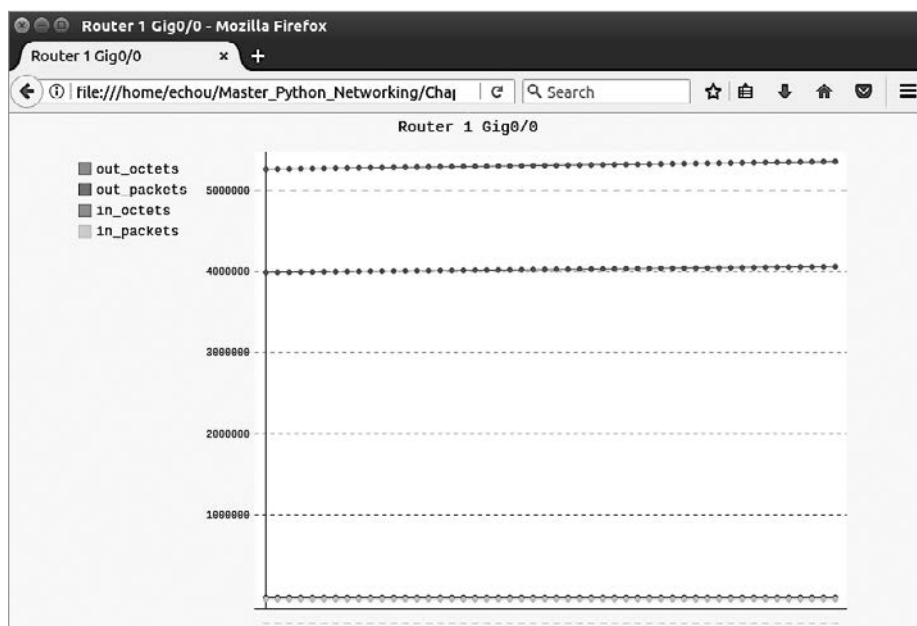 Router 1 Gig0/0 - Mozilla Firefox
Router 1 Gig0/0 × +
file:///home/echou/Master_Python_Networking/Chap
Search
Router 1 Gig0/0
out_octets
out_packets
in_octets
in_packets
5000000
4000000
3000000
2000000
1000000